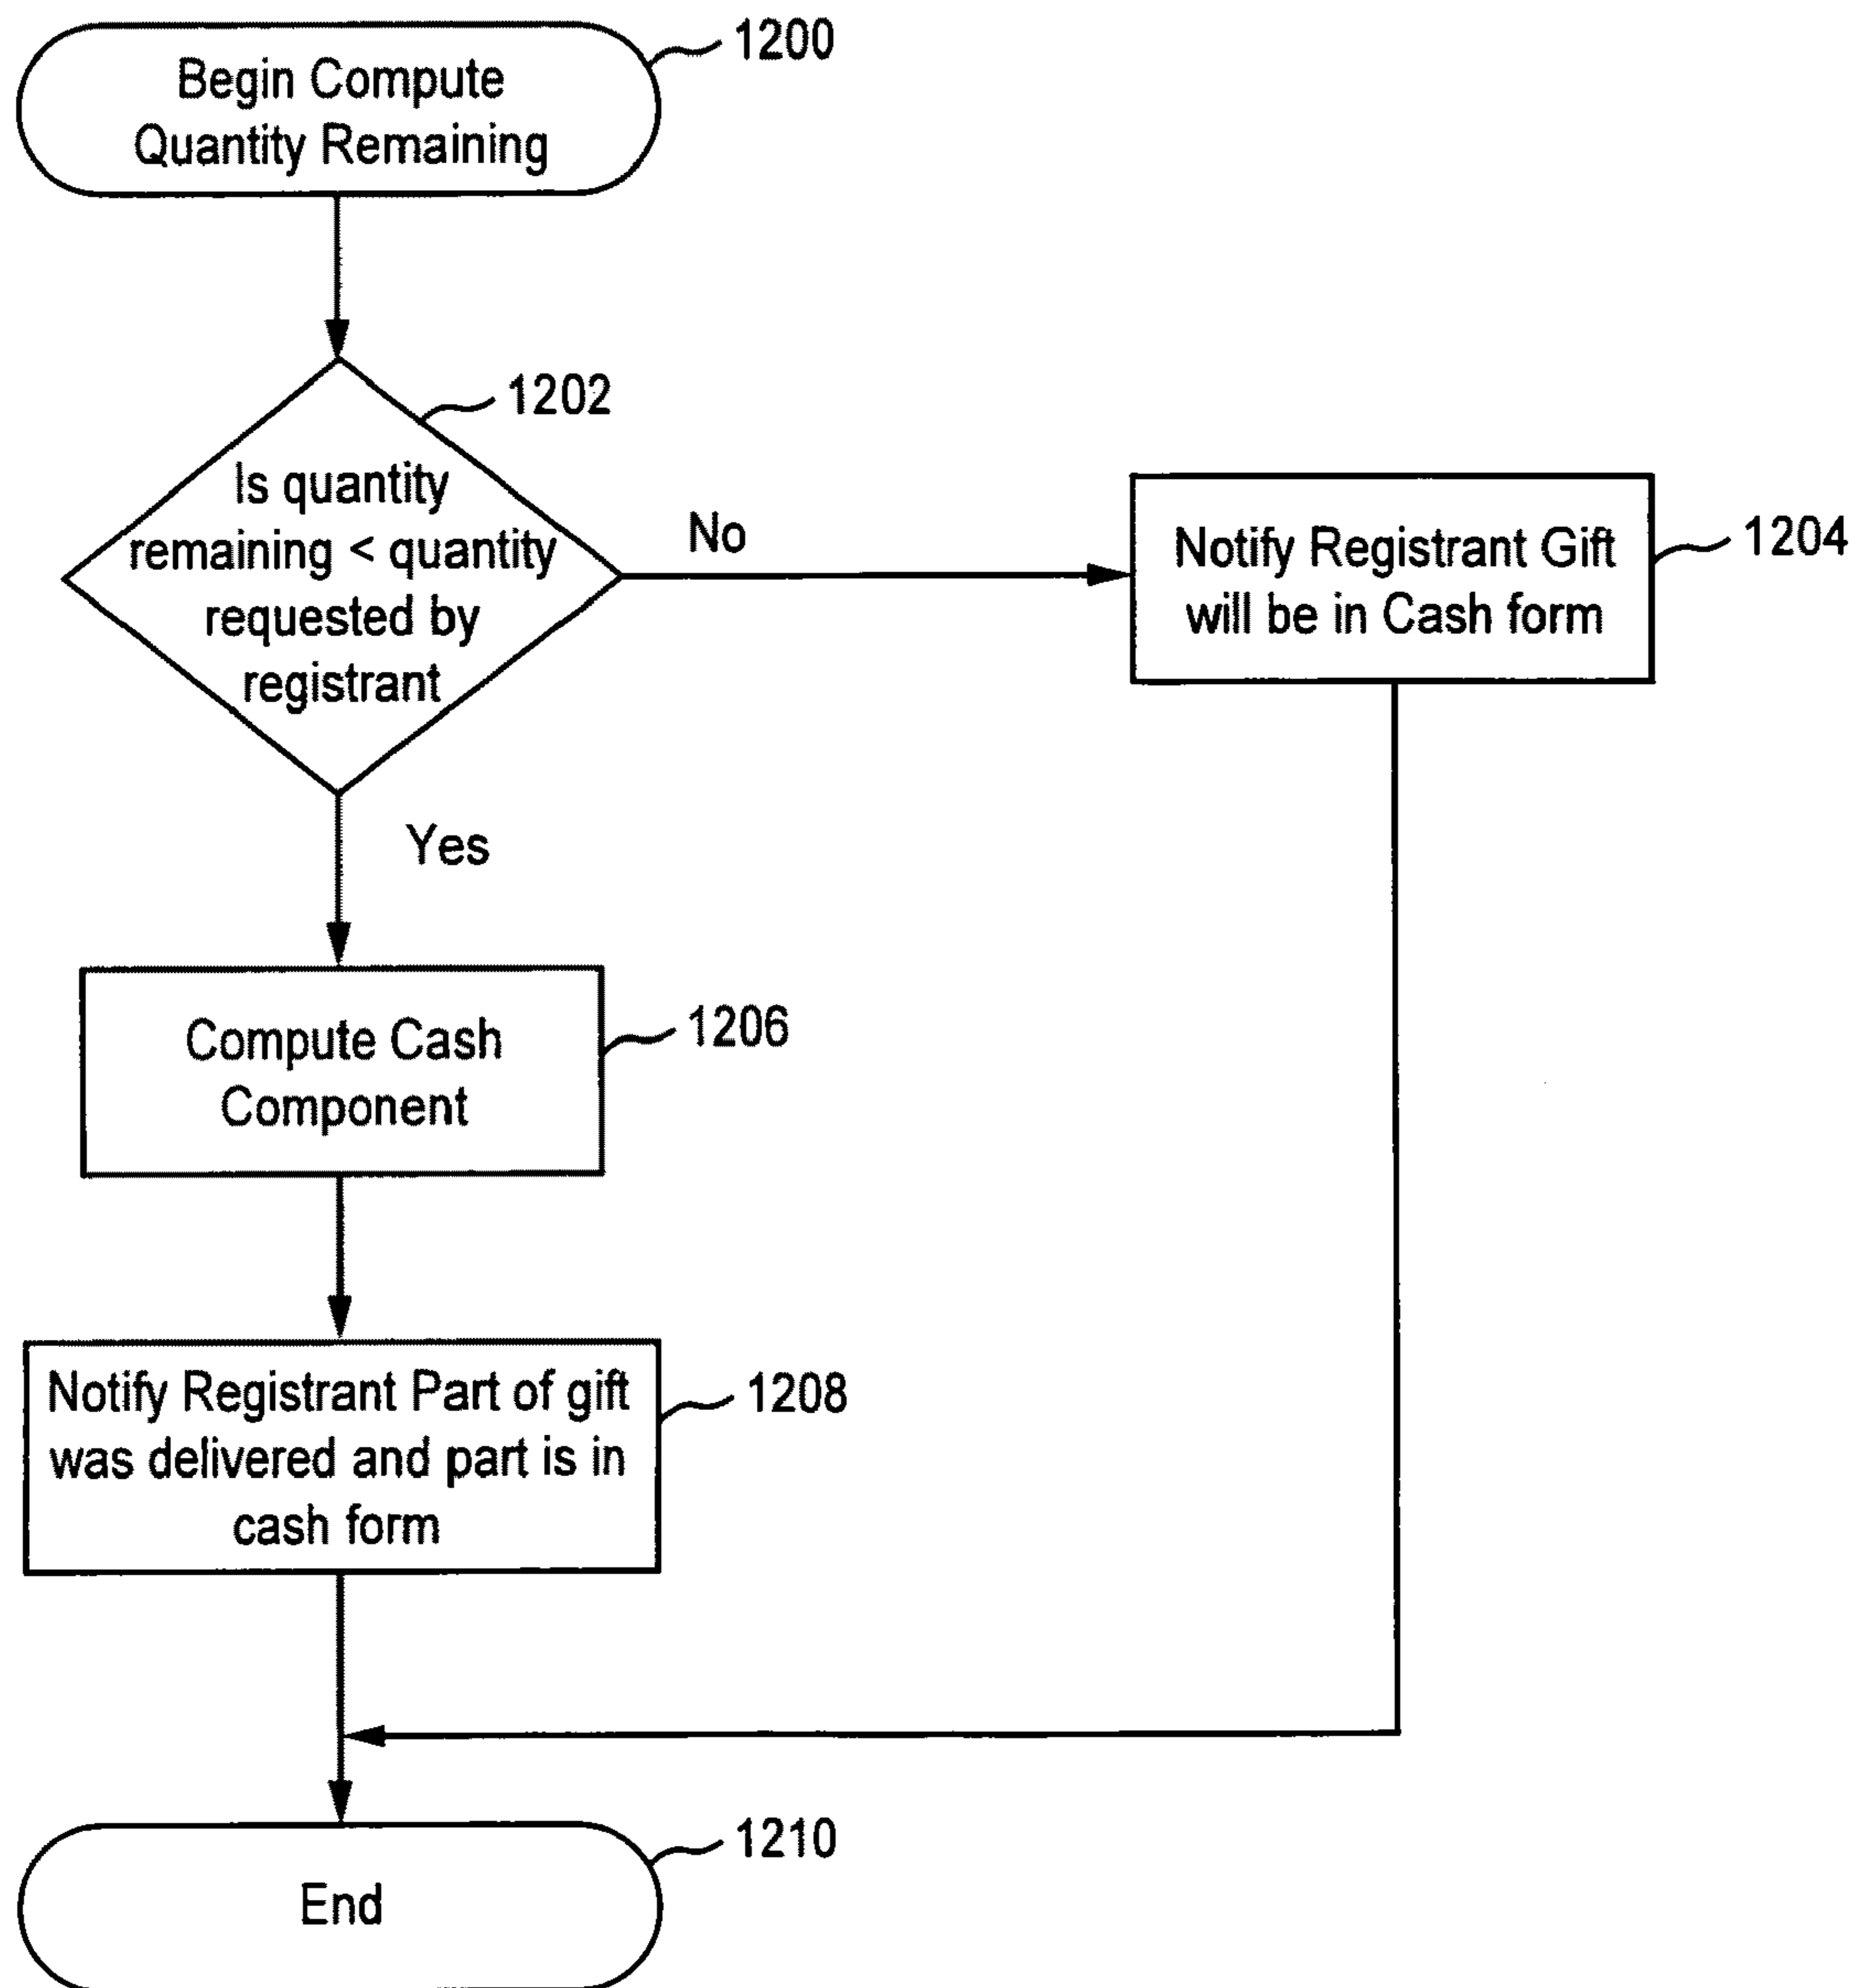 1200
Begin Compute
Quantity Remaining
1202
Is quantity
remaining < quantity
requested by
registrant
No
Notify Registrant Gift
will be in Cash form
1204
Yes
Compute Cash
Component
1206
Notify Registrant Part of gift
was delivered and part is in
cash form
1208
End
1210